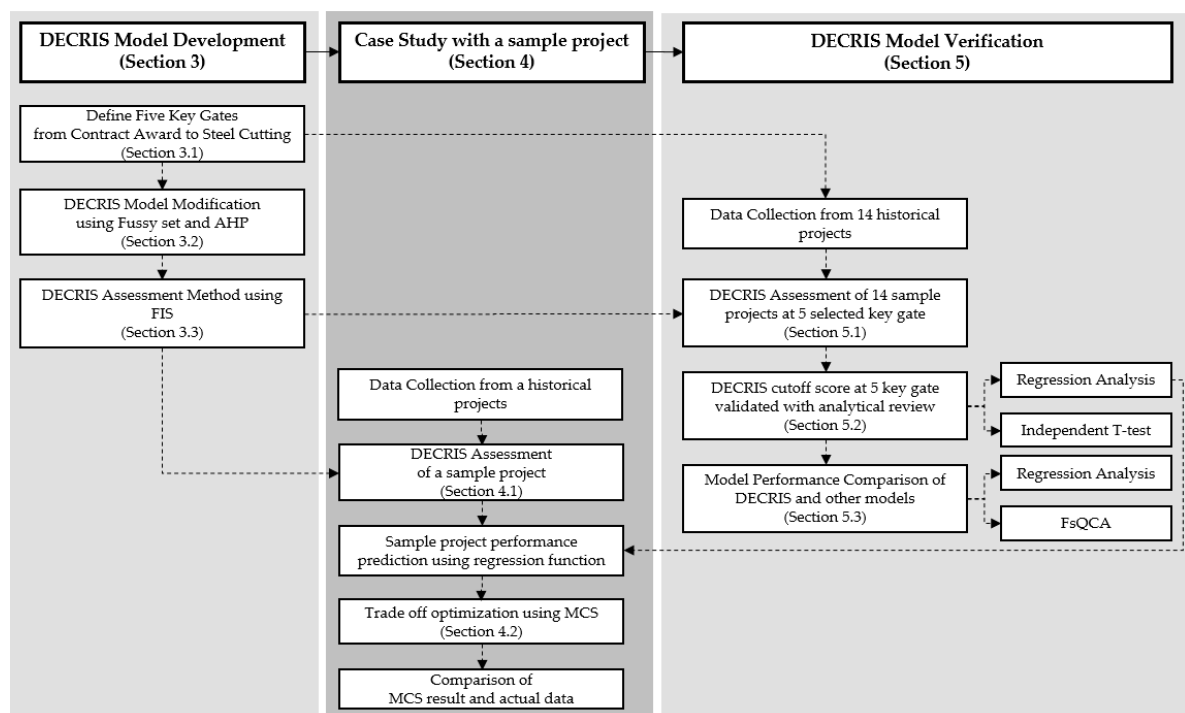 DECRIS Model Development
(Section 3)
Case Study with a sample project
(Section 4)
DECRIS Model Verification
(Section 5)
Define Five Key Gates
from Contract Award to Steel Cutting
(Section 3.1)
DECRIS Model Modification
using Fussy set and AHP
(Section 3.2)
DECRIS Assessment Method using
FIS
(Section 3.3)
Data Collection from a historical
projects
DECRIS Assessment
of a sample project
(Section 4.1)
Sample project performance
prediction using regression function
Trade off optimization using MCS
(Section 4.2)
Comparison of
MCS result and actual data
Data Collection from 14 historical
projects
DECRIS Assessment of 14 sample
projects at 5 selected key gate
(Section 5.1)
DECRIS cutoff score at 5 key gate
validated with analytical review
(Section 5.2)
Regression Analysis
Independent T-test
Model Performance Comparison of
DECRIS and other models
(Section 5.3)
Regression Analysis
FsQCA